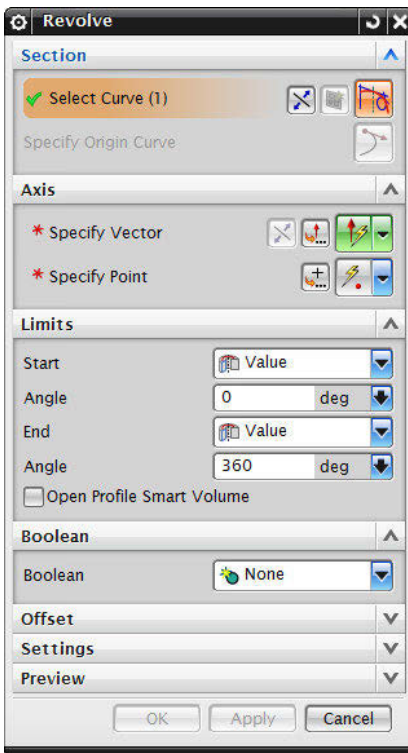 Revolve
Section
Select Curve (1)
Specify Origin Curve
Axis
* Specify Vector
* Specify Point
Limits
Start Value
Angle 0 deg
End Value
Angle 360 deg
Open Profile Smart Volume
Boolean
Boolean None
Offset
Settings
Preview
OK Apply Cancel